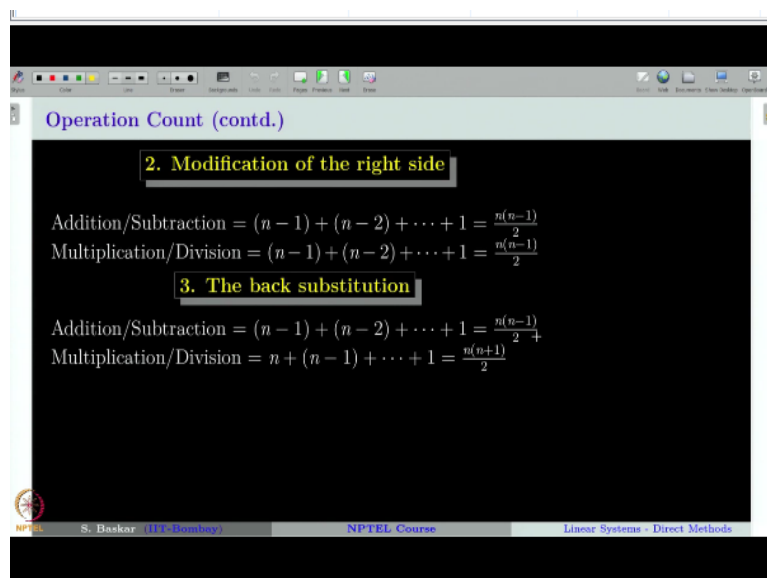 Operation Count (contd.)
2. Modification of the right side
Addition/Subtraction = (n − 1) + (n − 2) + ⋯ + 1 = n(n−1)/2
Multiplication/Division = (n − 1) + (n − 2) + ⋯ + 1 = n(n−1)/2
3. The back substitution
Addition/Subtraction = (n − 1) + (n − 2) + ⋯ + 1 = n(n−1)/2
Multiplication/Division = n + (n − 1) + ⋯ + 1 = n(n+1)/2
NPTEL
S. Baskar (IIT-Bombay) NPTEL Course Linear Systems - Direct Methods